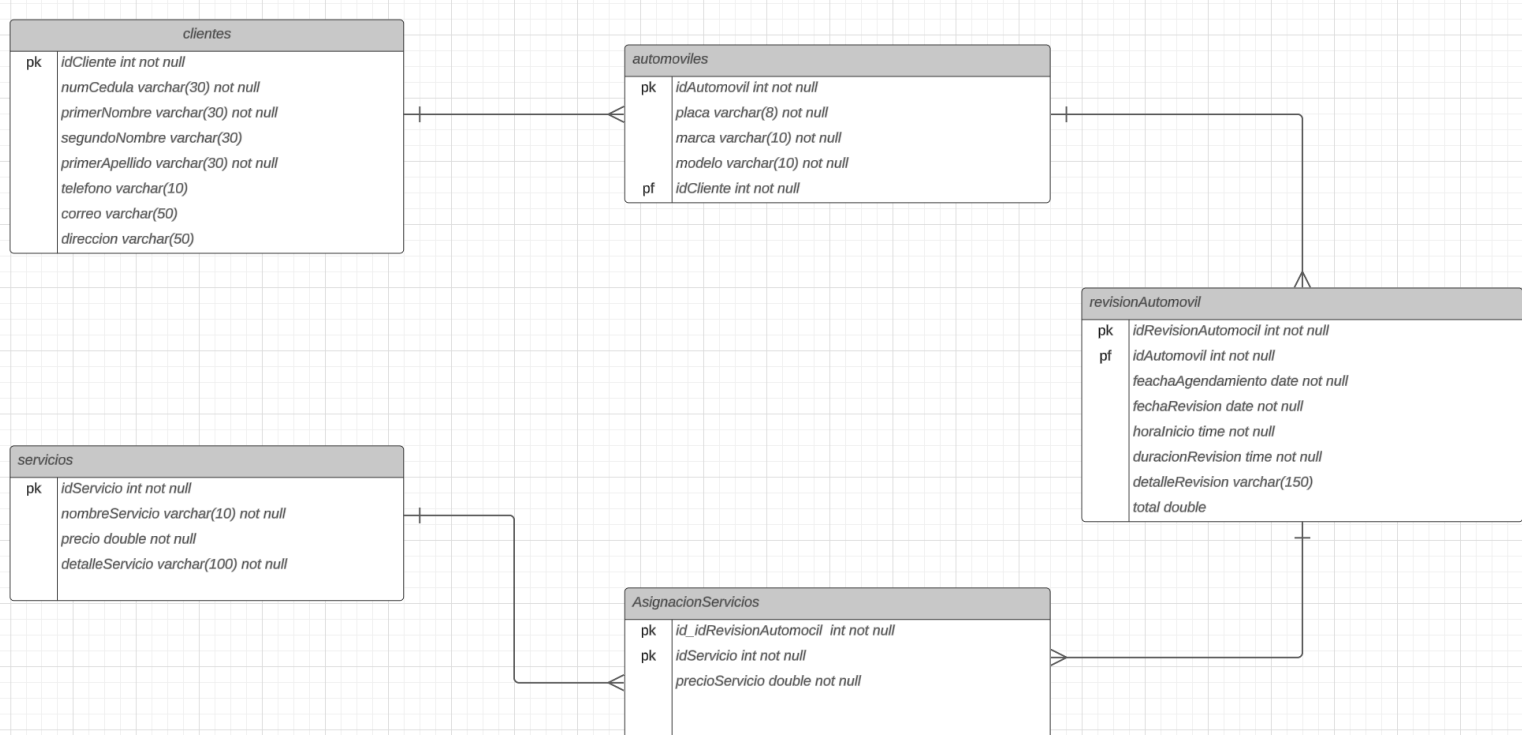 clientes
pk idCliente int not null
numCedula varchar(30) not null
primerNombre varchar(30) not null
segundoNombre varchar(30)
primerApellido varchar(30) not null
telefono varchar(10)
correo varchar(50)
direccion varchar(50)
automoviles
pk idAutomovil int not null
placa varchar(8) not null
marca varchar(10) not null
modelo varchar(10) not null
pf idCliente int not null
revisionAutomovil
pk idRevisionAutomocil int not null
pf idAutomovil int not null
feachaAgendamiento date not null
fechaRevision date not null
horaInicio time not null
duracionRevision time not null
detalleRevision varchar(150)
total double
servicios
pk idServicio int not null
nombreServicio varchar(10) not null
precio double not null
detalleServicio varchar(100) not null
AsignacionServicios
pk id_idRevisionAutomocil int not null
pk idServicio int not null
precioServicio double not null